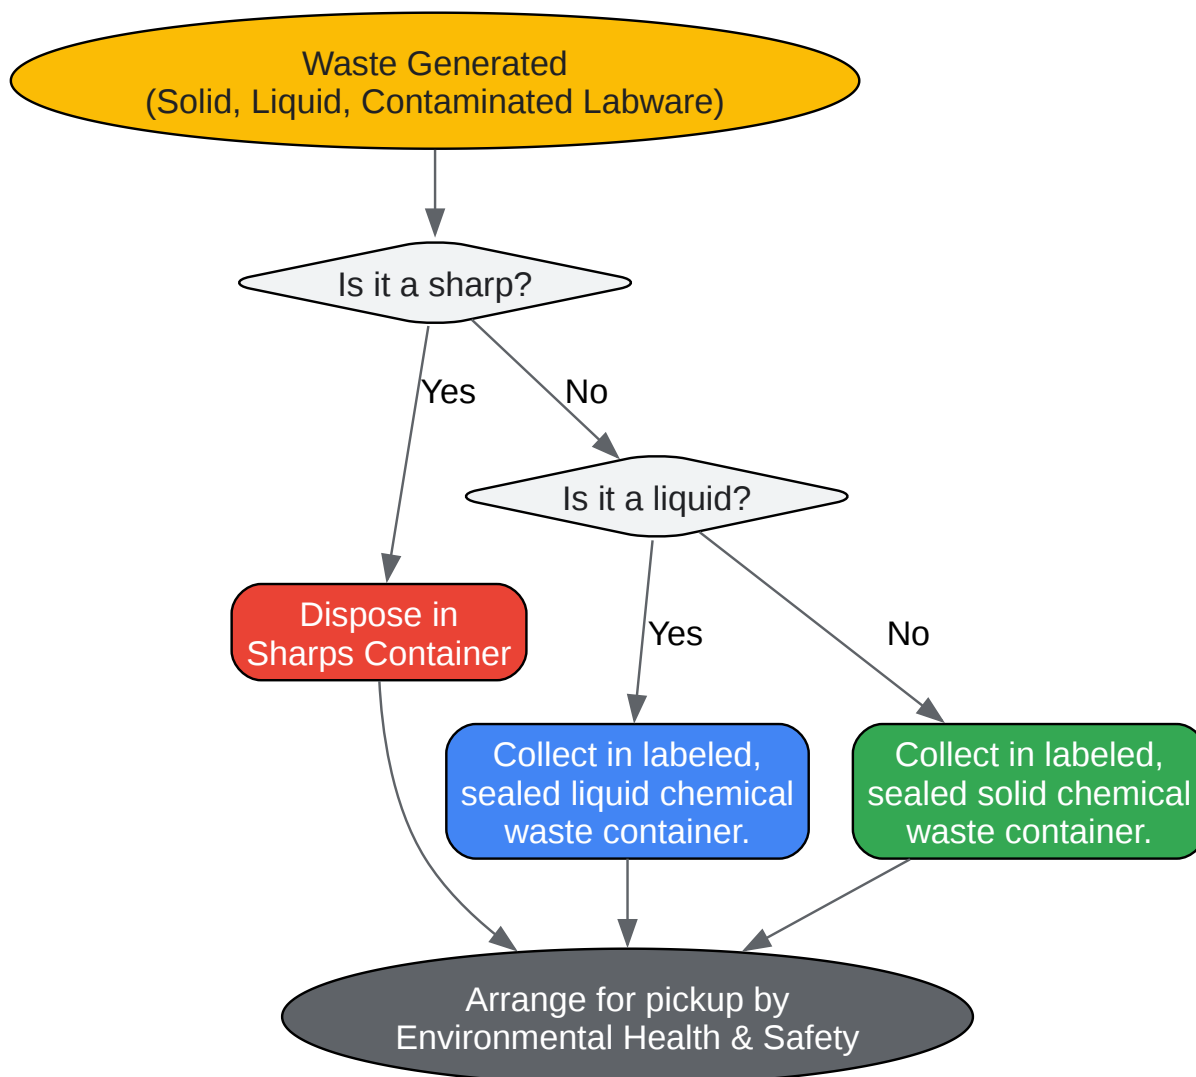 Waste Generated
(Solid, Liquid, Contaminated Labware)
Is it a sharp?
Yes
No
Is it a liquid?
Dispose in
Sharps Container
Yes
No
Collect in labeled,
sealed liquid chemical
waste container.
Collect in labeled,
sealed solid chemical
waste container.
Arrange for pickup by
Environmental Health & Safety